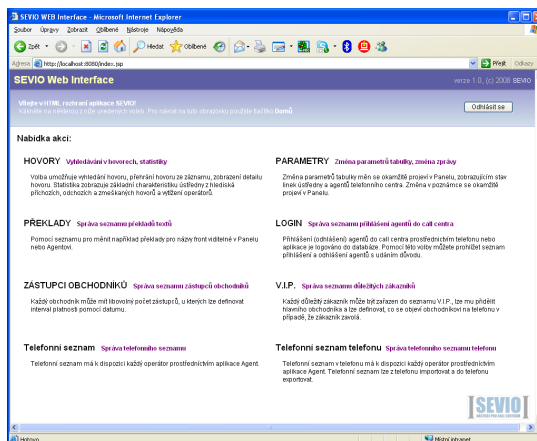 SEVIO WEB Interface - Microsoft Internet Explorer
Soubor Úpravy Zobrazit Oblíbené Nástroje Nápověda
Zpět Hledat Oblíbené
Adresa http://localhost:8080/index.jsp Přejít Odkazy
SEVIO Web Interface verze 1.0, (c) 2006 SEVIO
Vítejte v HTML rozhraní aplikace SEVIO!
Klikněte na některou z níže uvedených voleb. Pro návrat na tuto obrazovku použijte tlačítko Domů.
Odhlásit se
Nabídka akcí:
HOVORY Vyhledávání v hovorech, statistiky
Volba umožňuje vyhledání hovoru, přehrání hovoru ze záznamu, zobrazení detailu
hovoru. Statistika zobrazuje základní charakteristiku ústředny z hlediska
příchozích, odchozích a zmeškaných hovorů a vytížení operátorů.
PARAMETRY Změna parametrů tabulky, změna zprávy
Změna parametrů tabulky měn se okamžitě projeví v Panelu, zobrazujícím stav
linek ústředny a agentů telefonního centra. Změna v poznámce se okamžitě
projeví v Panelu.
PŘEKLADY Správa seznamu překladů textů
Pomocí seznamu pro měnit například překlady pro názvy front viditelné v Panelu
nebo Agentovi.
LOGIN Správa seznamu přihlášení agentů do call centra
Přihlášení (odhlášení) agentů do call centra prostřednictvím telefonu nebo
aplikace je logováno do databáze. Pomocí této volby můžete prohlížet seznam
přihlášení a odhlášení agentů s udáním důvodu.
ZÁSTUPCI OBCHODNÍKŮ Správa seznamu zástupců obchodníků
Každý obchodník může mít libovolný počet zástupců, u kterých lze definovat
interval platnosti pomocí datumu.
V.I.P. Správa seznamu důležitých zákazníků
Každý důležitý zákazník může být zařazen do seznamu V.I.P., lze mu přidělit
hlavního obchodníka a lze definovat, co se objeví obchodníkovi na telefonu v
případě, že zákazník zavolá.
Telefonní seznam Správa telefonního seznamu
Telefonní seznam má k dispozici každý operátor prostřednictvím aplikace Agent.
Telefonní seznam telefonu Správa telefonního seznamu telefonu
Telefonní seznam v telefonu má k dispozici každý operátor prostřednictvím
aplikace Agent. Telefonní seznam lze z telefonu importovat a do telefonu
exportovat.
SEVIO
Hotovo Místní intranet